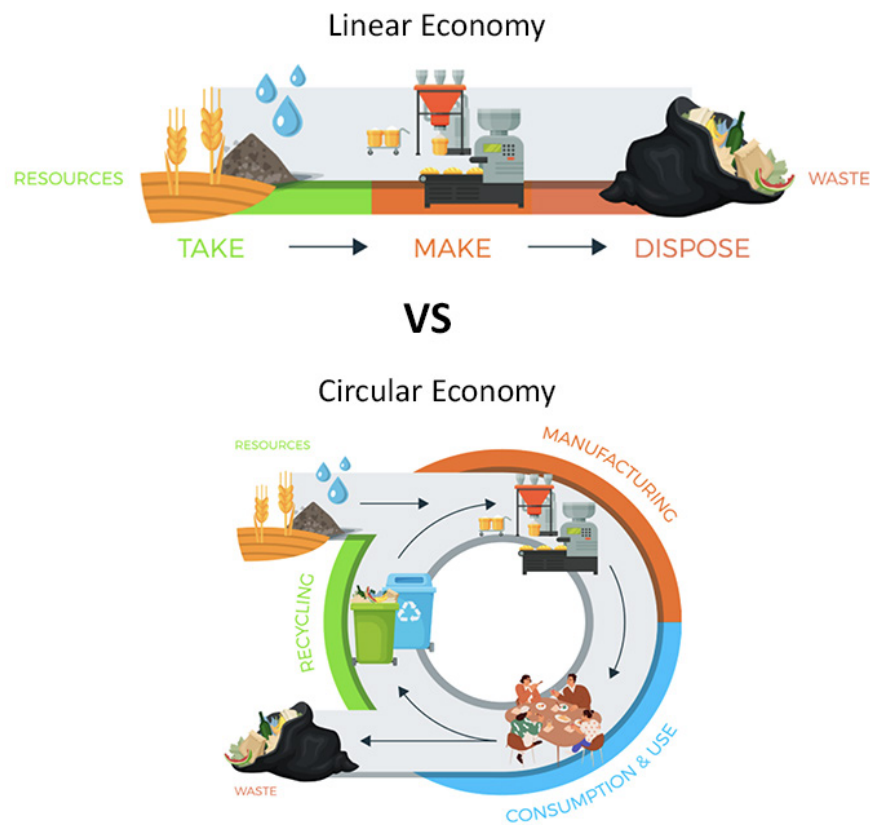 Linear Economy
RESOURCES
WASTE
TAKE
MAKE
DISPOSE
VS
Circular Economy
RESOURCES
MANUFACTURING
RECYCLING
CONSUMPTION & USE
WASTE